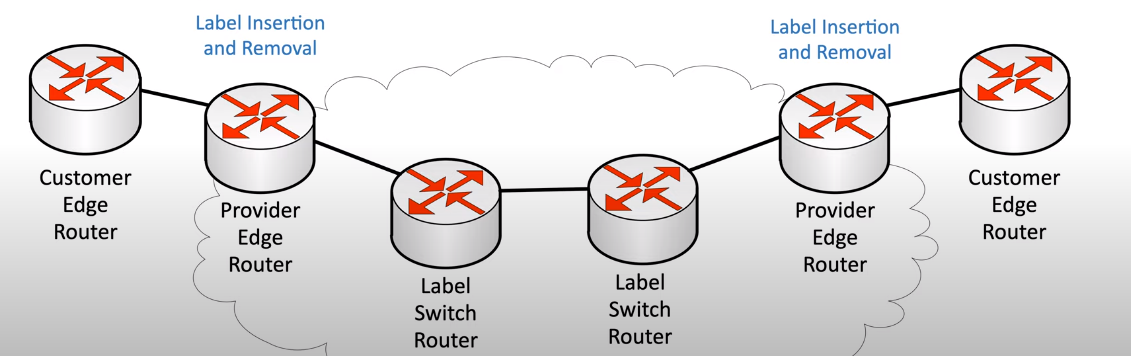 Label Insertion
and Removal
Label Insertion
and Removal
Customer
Edge
Router
Provider
Edge
Router
Label
Switch
Router
Label
Switch
Router
Provider
Edge
Router
Customer
Edge
Router